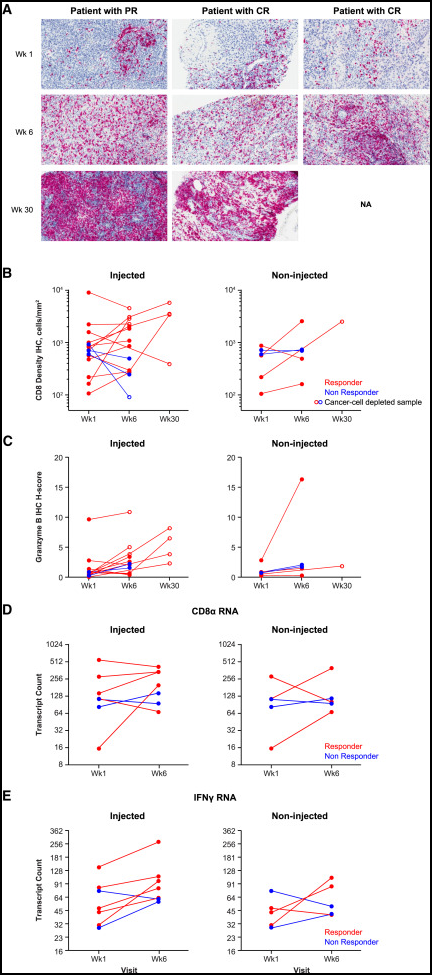 A
Patient with PR
Patient with CR
Patient with CR
Wk 1
Wk 6
Wk 30
NA
B
Injected
Non-injected
CD8 Density IHC, cells/mm²
10⁴
10³
10²
Wk1
Wk6
Wk30
10⁴
10³
10²
Wk1
Wk6
Wk30
Responder
Non Responder
Cancer-cell depleted sample
C
Injected
Non-injected
Granzyme B IHC H-score
20
15
10
5
0
Wk1
Wk6
Wk30
20
15
10
5
0
Wk1
Wk6
Wk30
D
CD8α RNA
Injected
Non-injected
Transcript Count
1024
512
256
128
64
32
16
8
Wk1
Wk6
1024
512
256
128
64
32
16
8
Wk1
Wk6
Responder
Non Responder
E
IFNγ RNA
Injected
Non-injected
Transcript Count
362
256
181
128
91
64
45
32
23
16
Wk1
Wk6
Visit
362
256
181
128
91
64
45
32
23
16
Wk1
Wk6
Visit
Responder
Non Responder